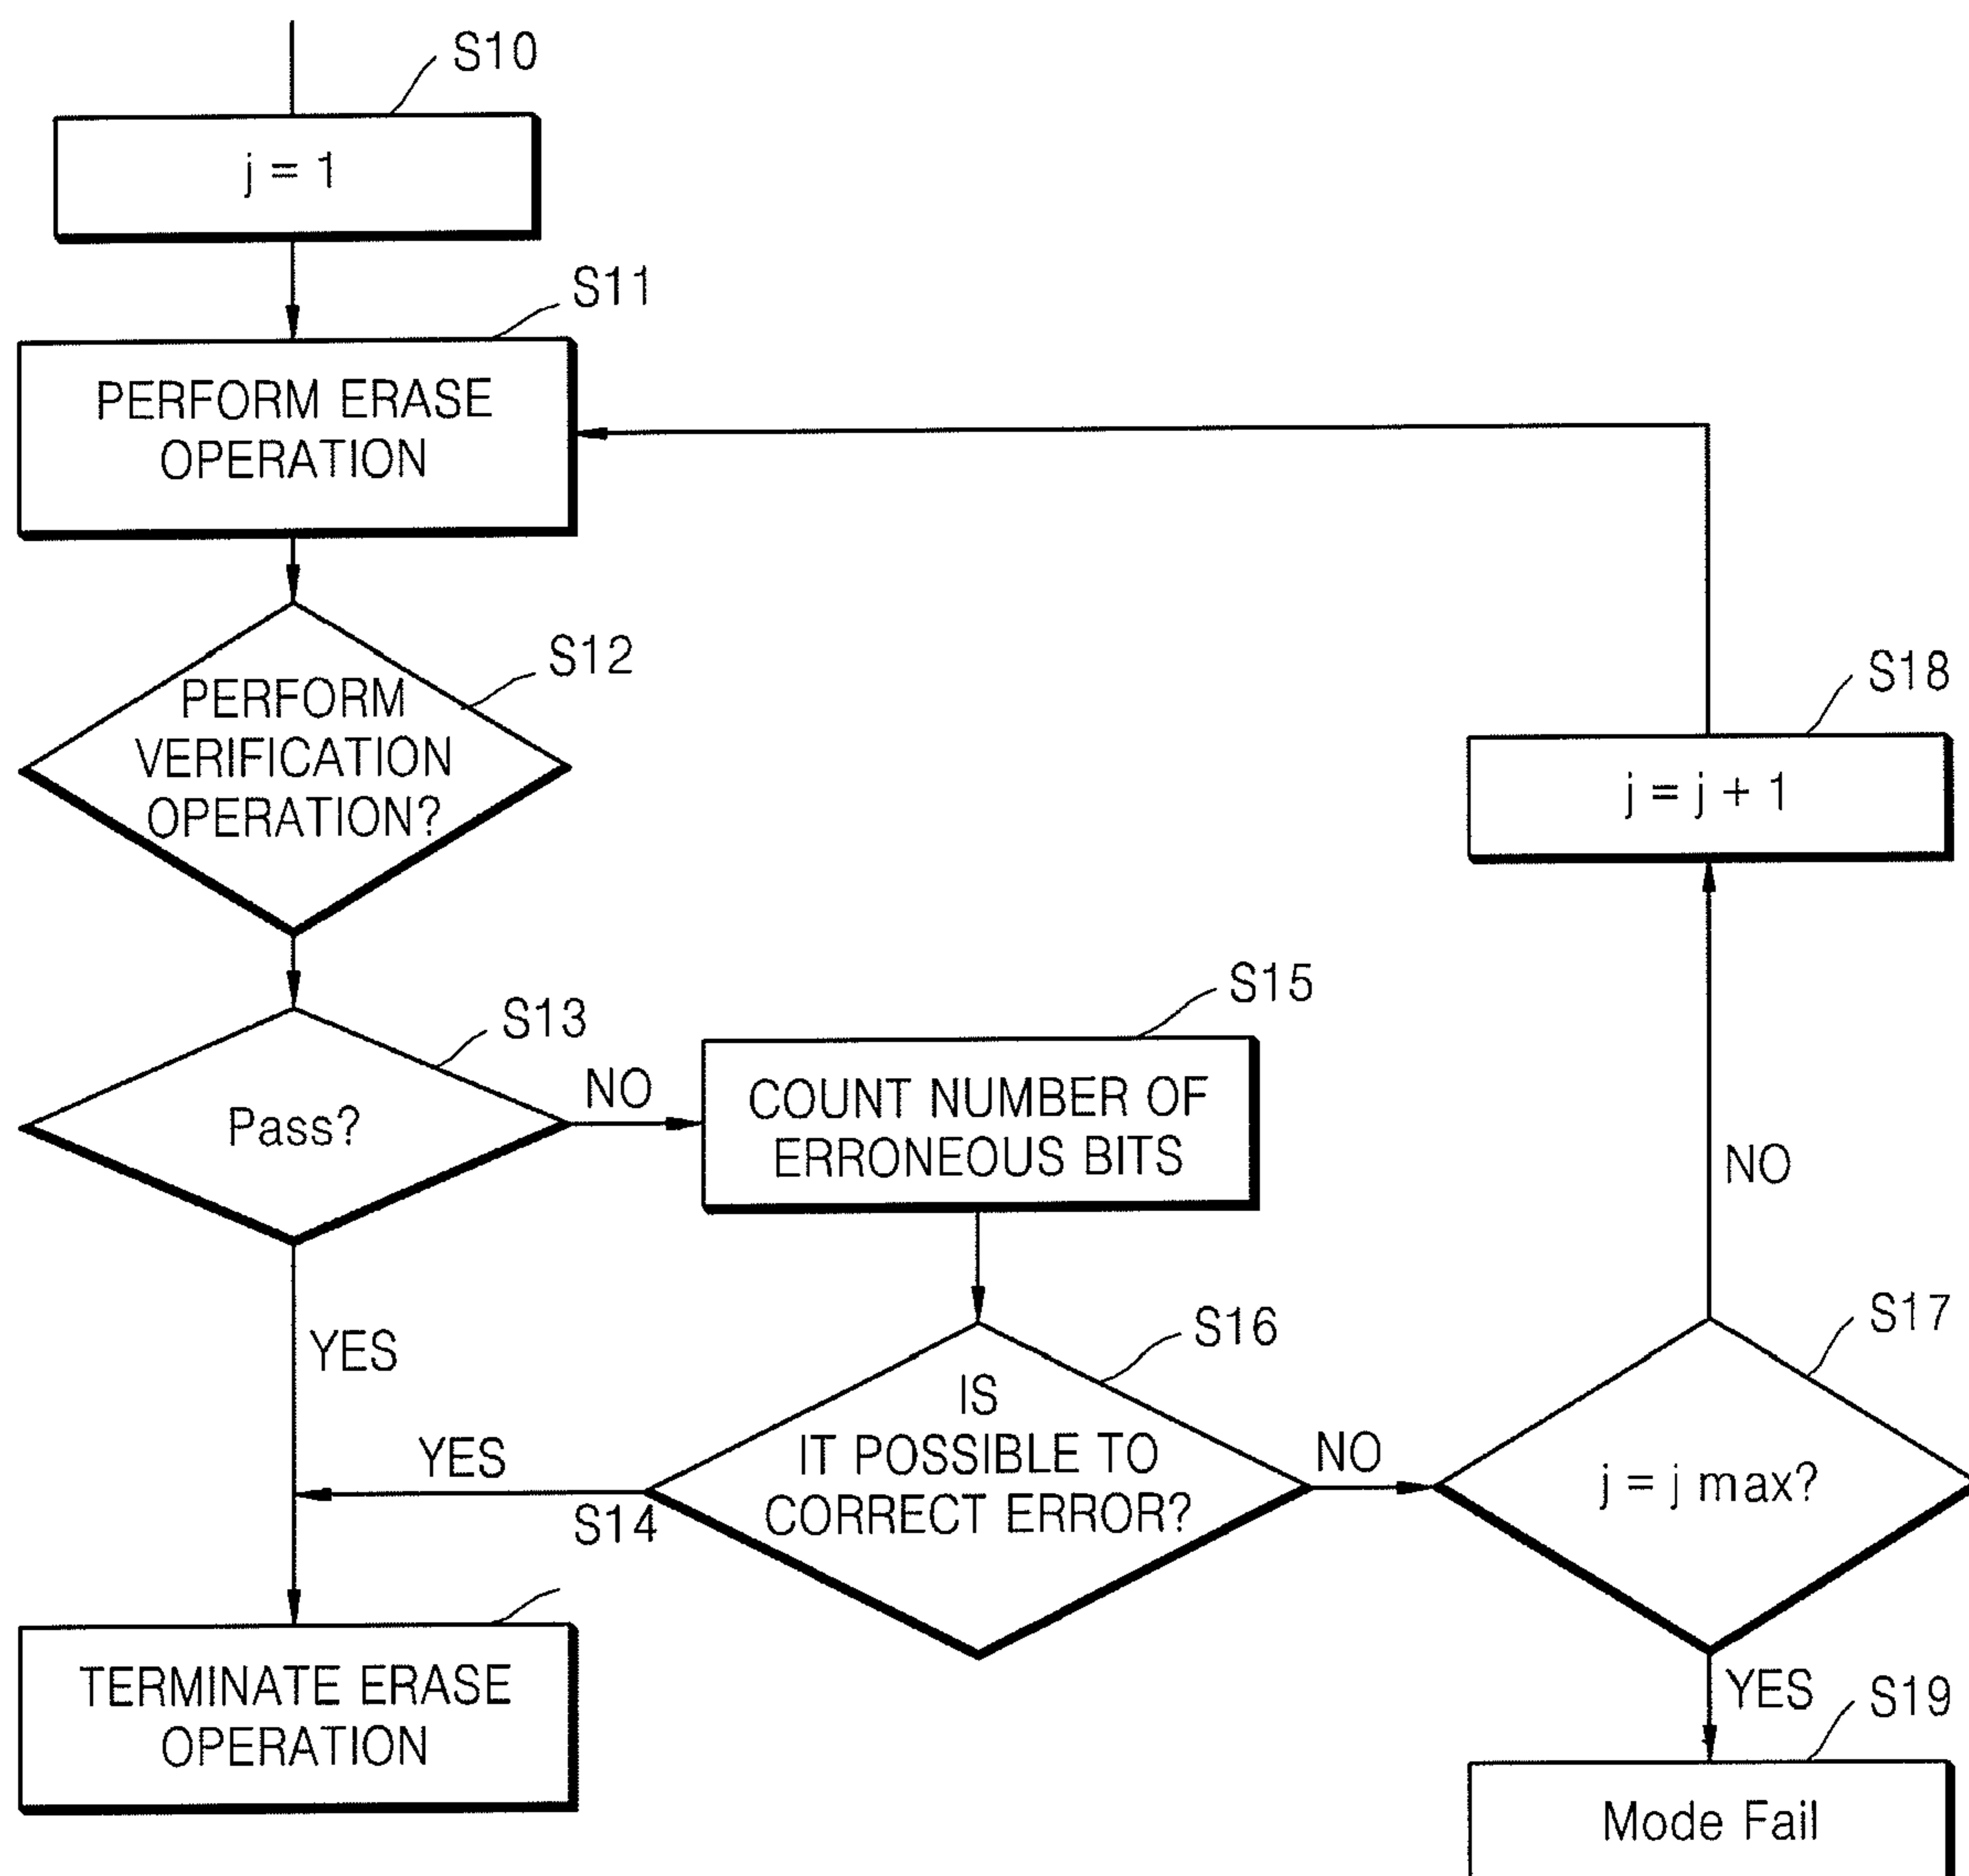 S10
j = 1
S11
PERFORM ERASE
OPERATION
S12
PERFORM
VERIFICATION
OPERATION?
S18
j = j + 1
S13
Pass?
NO
S15
COUNT NUMBER OF
ERRONEOUS BITS
NO
YES
S16
IS
IT POSSIBLE TO
CORRECT ERROR?
YES
NO
S17
j = j max?
S14
TERMINATE ERASE
OPERATION
YES
S19
Mode Fail